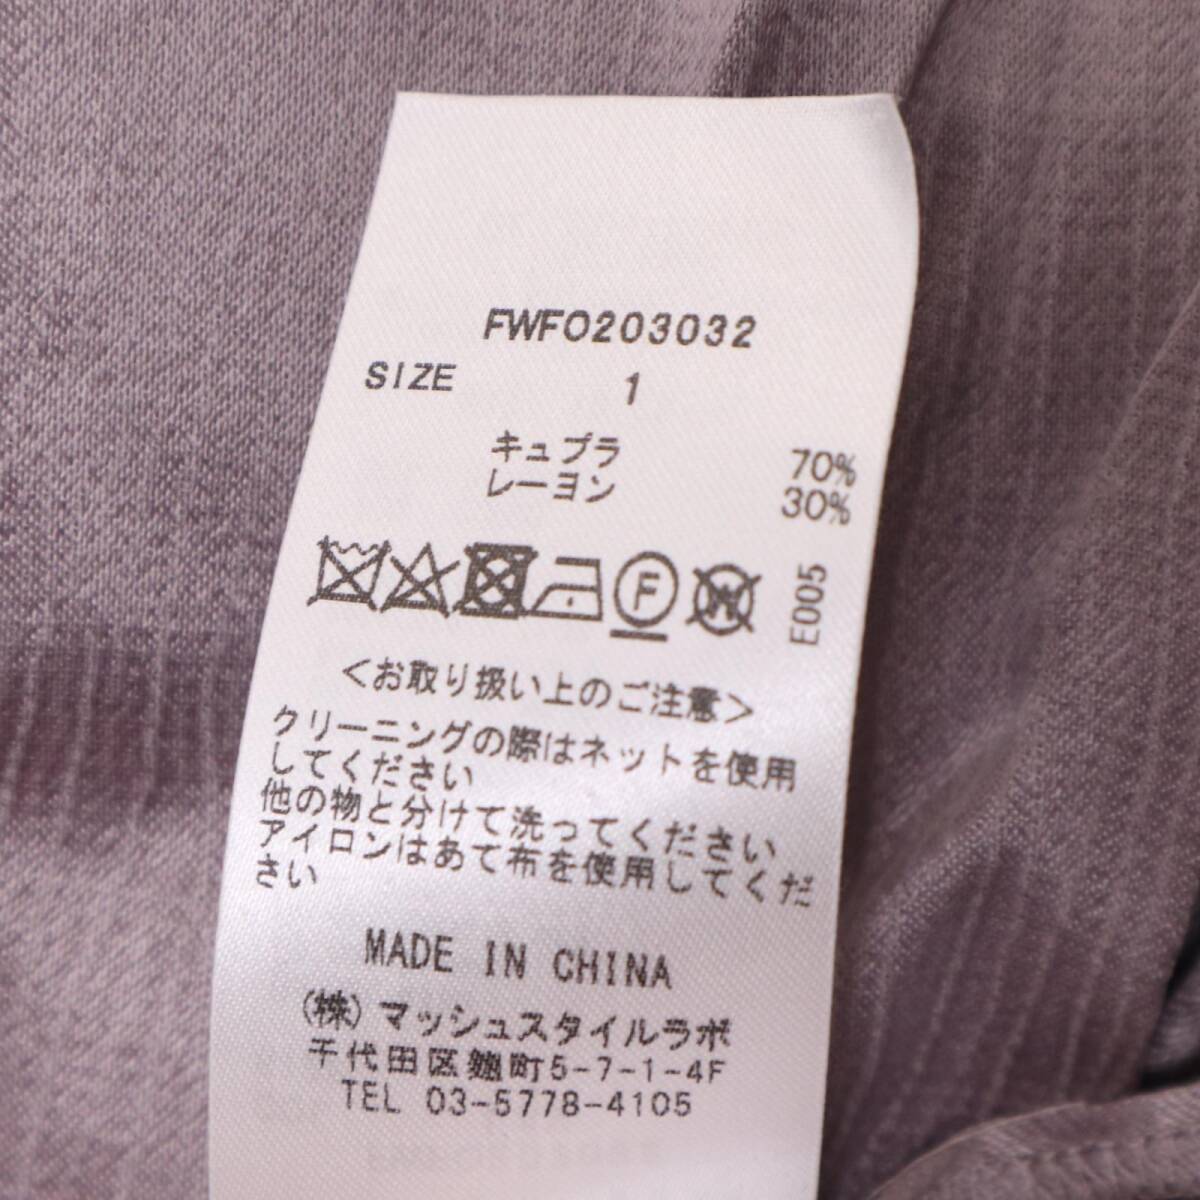 FWFO203032
SIZE 1
キュプラ 70%
レーヨン 30%
F W E005
<お取り扱い上のご注意>
クリーニングの際はネットを使用
してください
他の物と分けて洗ってください
アイロンはあて布を使用してくだ
さい
MADE IN CHINA
(株)マッシュスタイルラボ
千代田区麹町5-7-1-4F
TEL 03-5778-4105